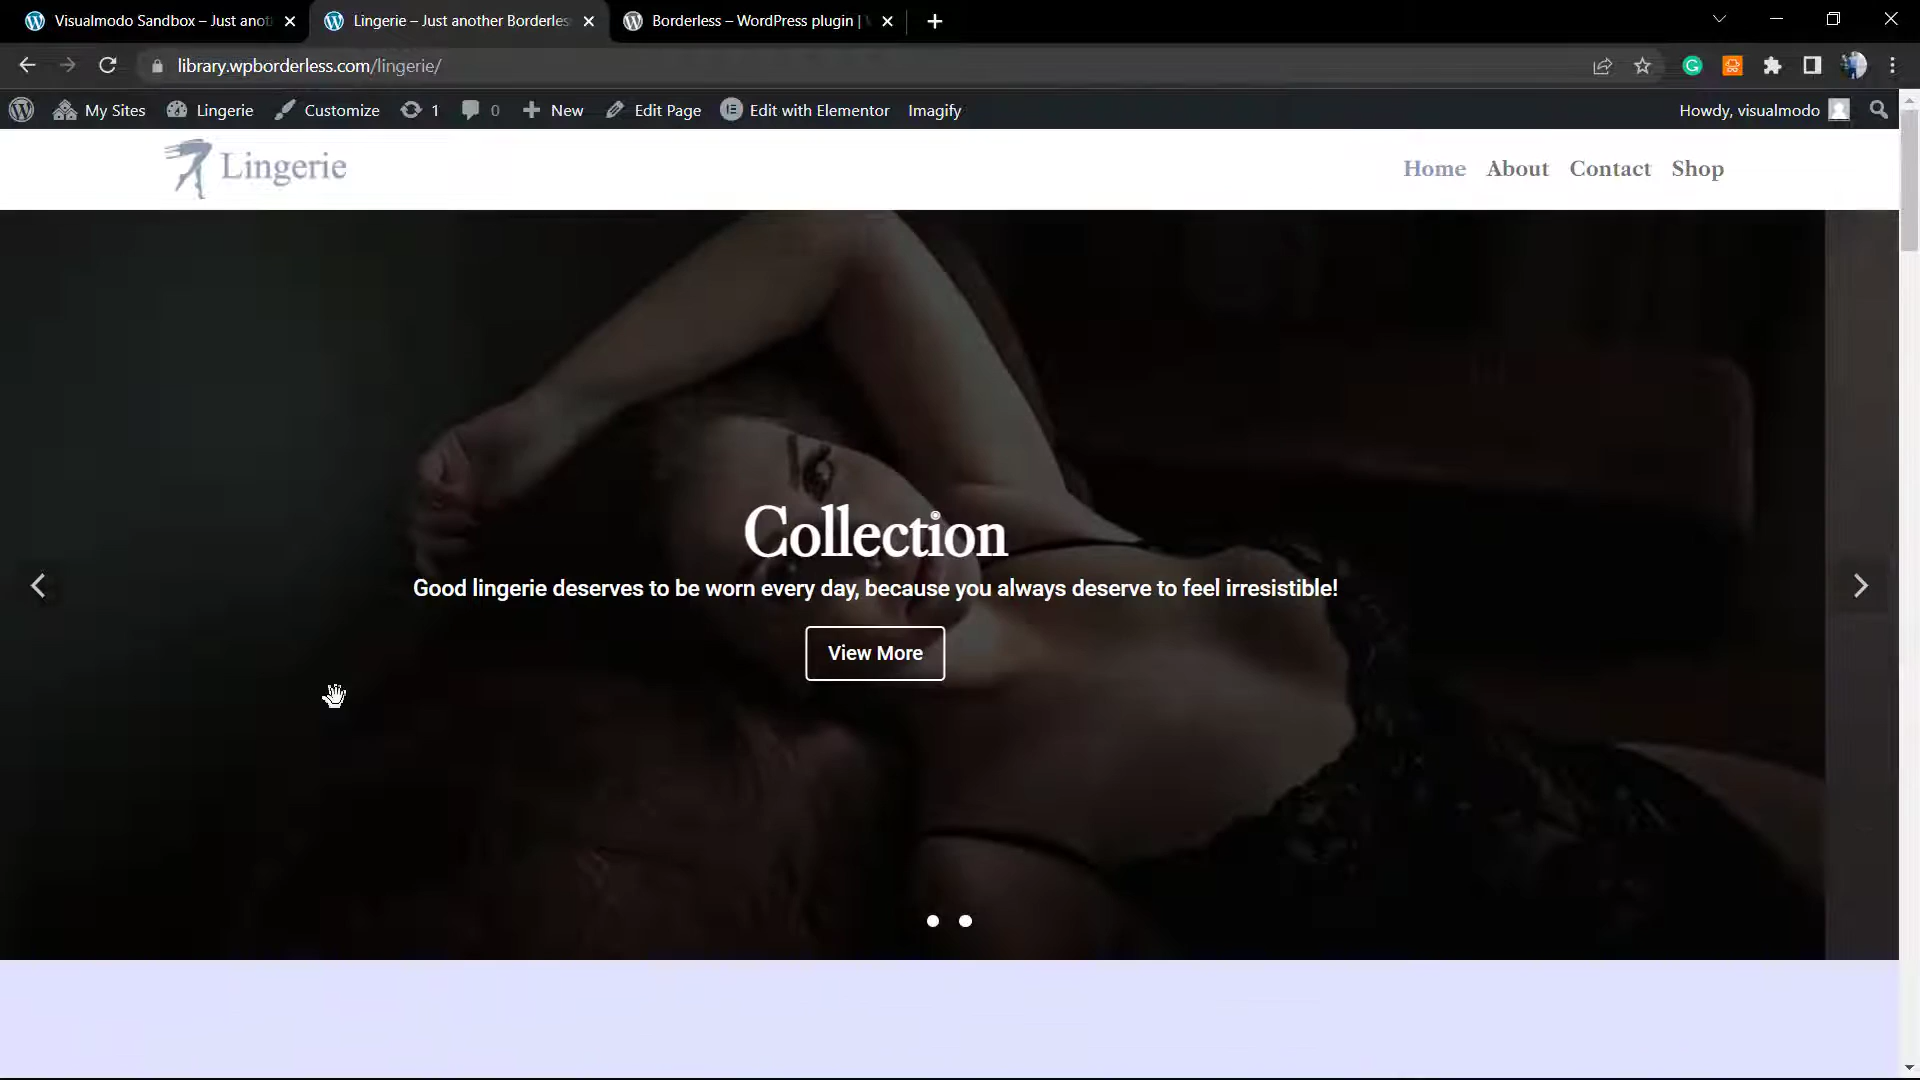 Visualmodo Sandbox – Just anot
Lingerie – Just another Borderles
Borderless – WordPress plugin |
library.wpborderless.com/lingerie/
My Sites Lingerie Customize 1 0 New Edit Page Edit with Elementor Imagify Howdy, visualmodo
Lingerie
Home About Contact Shop
Collection
Good lingerie deserves to be worn every day, because you always deserve to feel irresistible!
View More